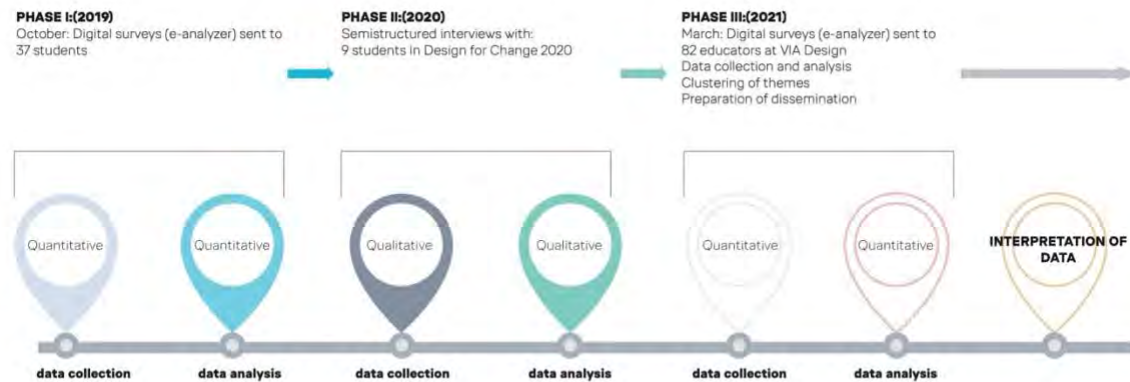 PHASE I:(2019)
October: Digital surveys (e-analyzer) sent to
37 students
PHASE II:(2020)
Semistructured interviews with:
9 students in Design for Change 2020
PHASE III:(2021)
March: Digital surveys (e-analyzer) sent to
82 educators at VIA Design
Data collection and analysis
Clustering of themes
Preparation of dissemination
Quantitative
Quantitative
Qualitative
Qualitative
Quantitative
Quantitative
INTERPRETATION OF
DATA
data collection
data analysis
data collection
data analysis
data collection
data analysis